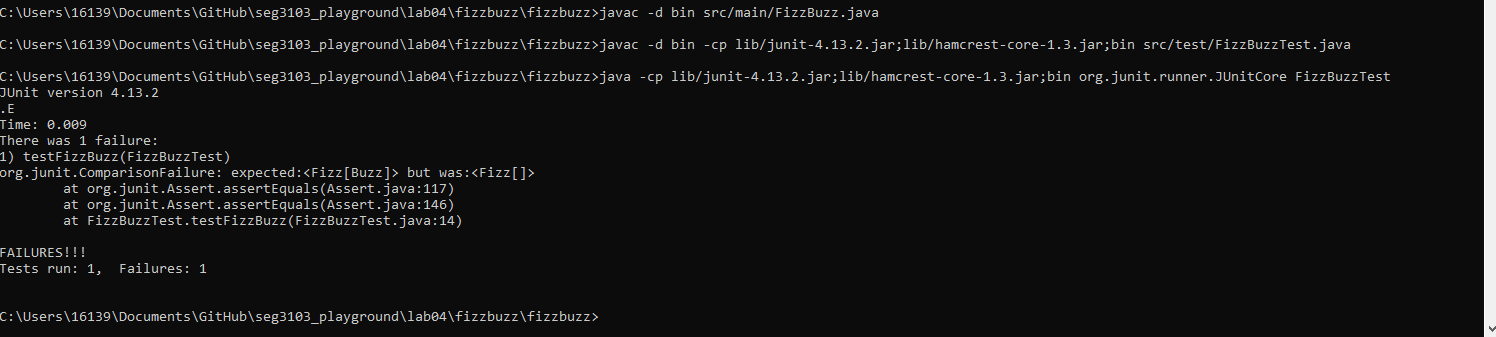 C:\Users\16139\Documents\GitHub\seg3103_playground\lab04\fizzbuzz\fizzbuzz>javac -d bin src/main/FizzBuzz.java
C:\Users\16139\Documents\GitHub\seg3103_playground\lab04\fizzbuzz\fizzbuzz>javac -d bin -cp lib/junit-4.13.2.jar;lib/hamcrest-core-1.3.jar;bin src/test/FizzBuzzTest.java
C:\Users\16139\Documents\GitHub\seg3103_playground\lab04\fizzbuzz\fizzbuzz>java -cp lib/junit-4.13.2.jar;lib/hamcrest-core-1.3.jar;bin org.junit.runner.JUnitCore FizzBuzzTest
JUnit version 4.13.2
.E
Time: 0.009
There was 1 failure:
1) testFizzBuzz(FizzBuzzTest)
org.junit.ComparisonFailure: expected:<Fizz[Buzz]> but was:<Fizz[]>
at org.junit.Assert.assertEquals(Assert.java:117)
at org.junit.Assert.assertEquals(Assert.java:146)
at FizzBuzzTest.testFizzBuzz(FizzBuzzTest.java:14)
FAILURES!!!
Tests run: 1,  Failures: 1
C:\Users\16139\Documents\GitHub\seg3103_playground\lab04\fizzbuzz\fizzbuzz>